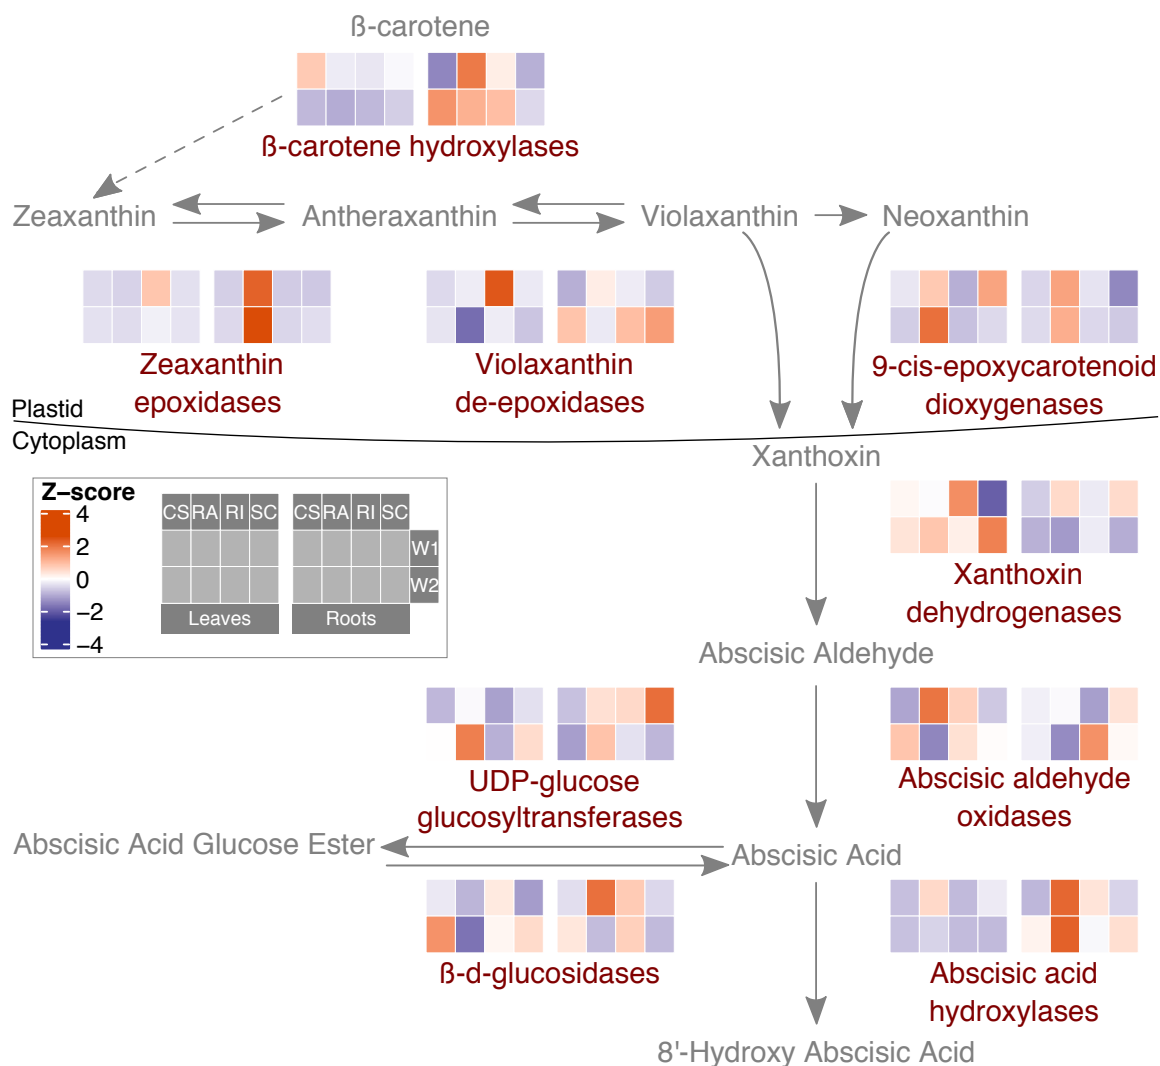 ß-carotene
ß-carotene hydroxylases
Zeaxanthin
Antheraxanthin
Violaxanthin
Neoxanthin
Zeaxanthin
epoxidases
Violaxanthin
de-epoxidases
9-cis-epoxycarotenoid
dioxygenases
Plastid
Cytoplasm
Xanthoxin
Z−score
4
2
0
−2
−4
CS RA RI SC CS RA RI SC
W1
W2
Leaves Roots
Xanthoxin
dehydrogenases
Abscisic Aldehyde
UDP-glucose
glucosyltransferases
Abscisic aldehyde
oxidases
Abscisic Acid Glucose Ester
Abscisic Acid
ß-d-glucosidases
Abscisic acid
hydroxylases
8'-Hydroxy Abscisic Acid